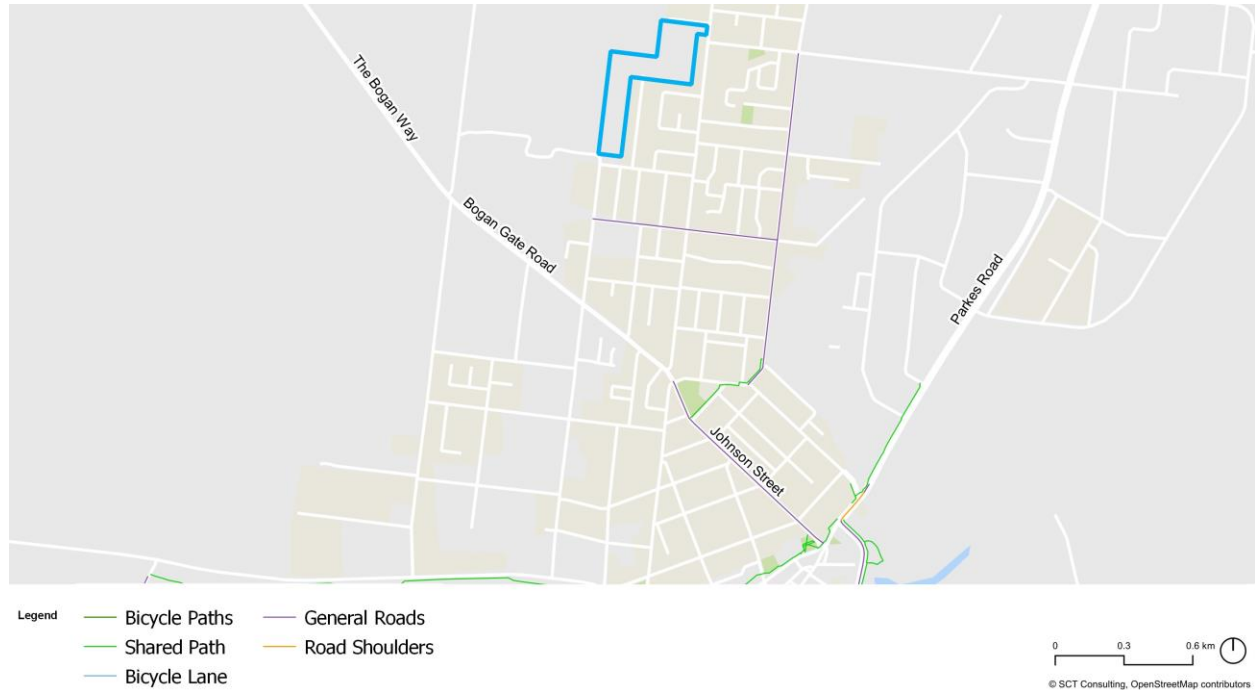 The Bogan Way
Bogan Gate Road
Parkes Road
Johnson Street
Legend
Bicycle Paths
Shared Path
Bicycle Lane
General Roads
Road Shoulders
0 0.3 0.6 km
© SCT Consulting, OpenStreetMap contributors